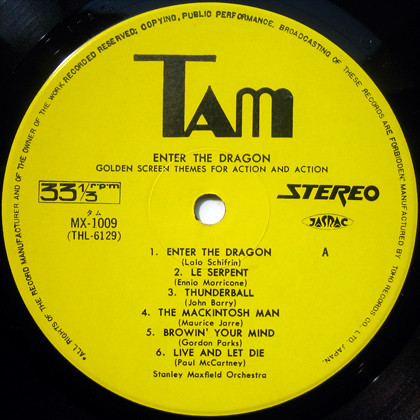 "ALL RIGHTS OF THE RECORD MANUFACTURER AND OF THE OWNER OF THE WORK RECORDED RESERVED; COPYING, PUBLIC PERFORMANCE, BROADCASTING OF THESE RECORDS ARE FORBIDDEN" MANUFACTURED BY TOHO RECORDS CO. LTD. JAPAN.
TAM
ENTER THE DRAGON
GOLDEN SCREEN THEMES FOR ACTION AND ACTION
33 1/3 r·p·m
STEREO
タム
MX-1009
(THL-6129)
JASRAC
A
1. ENTER THE DRAGON
(Lalo Schifrin)
2. LE SERPENT
(Ennio Morricone)
3. THUNDERBALL
(John Barry)
4. THE MACKINTOSH MAN
(Maurice Jarre)
5. BROWIN' YOUR MIND
(Gordon Parks)
6. LIVE AND LET DIE
(Paul McCartney)
Stanley Maxfield Orchestra